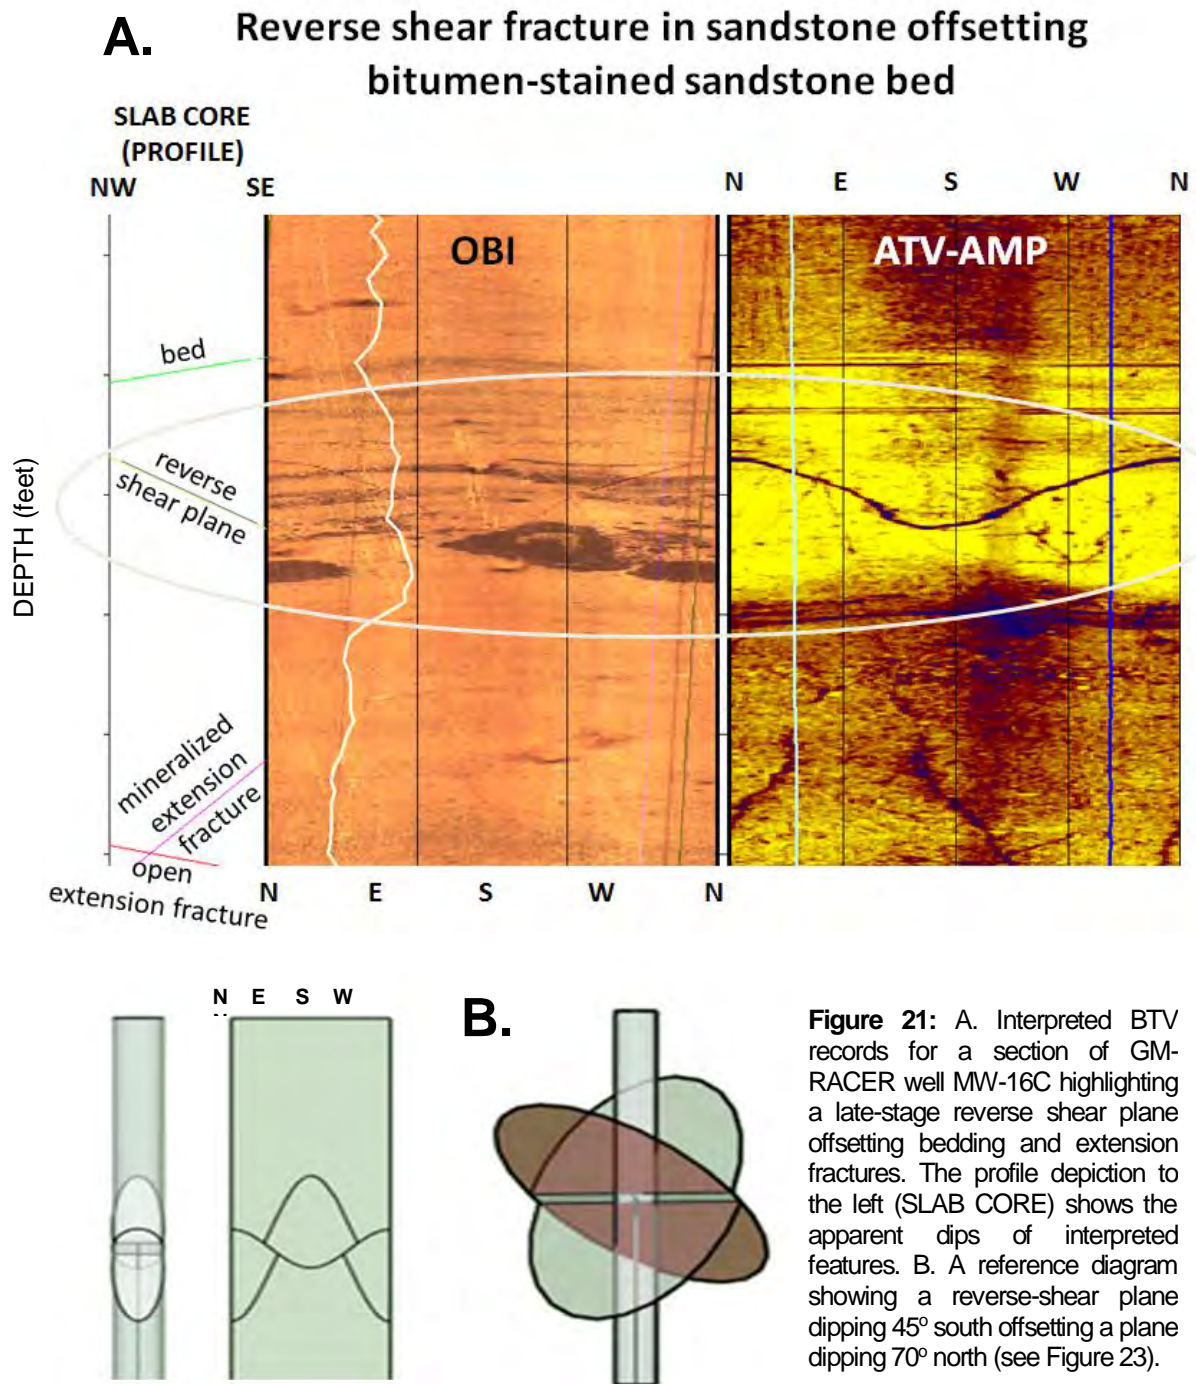 A.
Reverse shear fracture in sandstone offsetting
bitumen-stained sandstone bed
SLAB CORE
(PROFILE)
NW SE
N E S W N
OBI
ATV-AMP
bed
reverse
shear plane
DEPTH (feet)
mineralized
extension
fracture
open
extension fracture
N E S W N
N E S W
B.
Figure 21: A. Interpreted BTV
records for a section of GM-
RACER well MW-16C highlighting
a late-stage reverse shear plane
offsetting bedding and extension
fractures. The profile depiction to
the left (SLAB CORE) shows the
apparent dips of interpreted
features. B. A reference diagram
showing a reverse-shear plane
dipping 45° south offsetting a plane
dipping 70° north (see Figure 23).